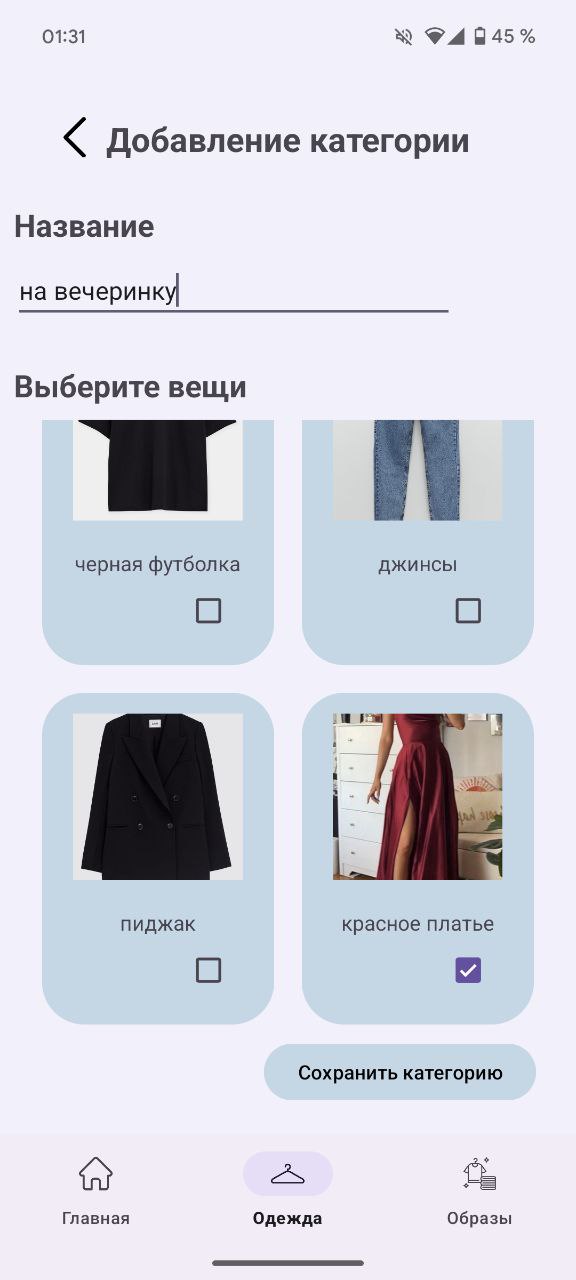 01:31
45 %
Добавление категории
Название
на вечеринку
Выберите вещи
черная футболка
джинсы
пиджак
красное платье
Сохранить категорию
Главная
Одежда
Образы